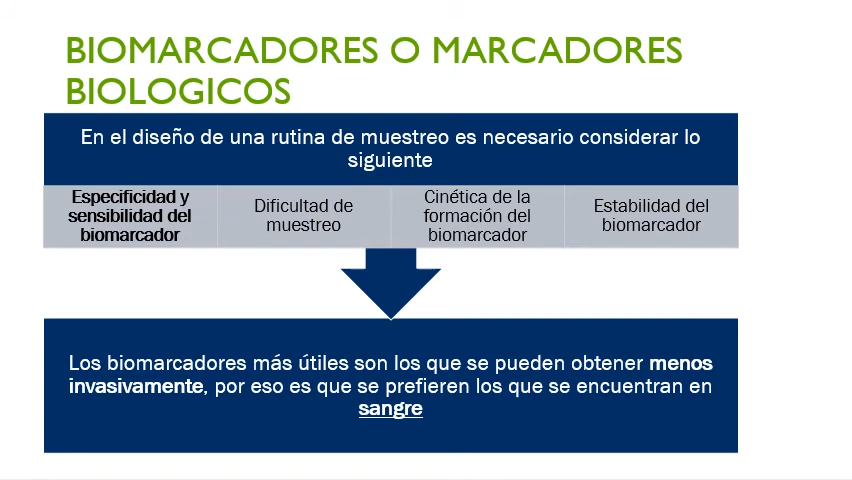 BIOMARCADORES O MARCADORES
BIOLOGICOS
En el diseño de una rutina de muestreo es necesario considerar lo
siguiente
Especificidad y
sensibilidad del
biomarcador
Dificultad de
muestreo
Cinética de la
formación del
biomarcador
Estabilidad del
biomarcador
Los biomarcadores más útiles son los que se pueden obtener menos
invasivamente, por eso es que se prefieren los que se encuentran en
sangre